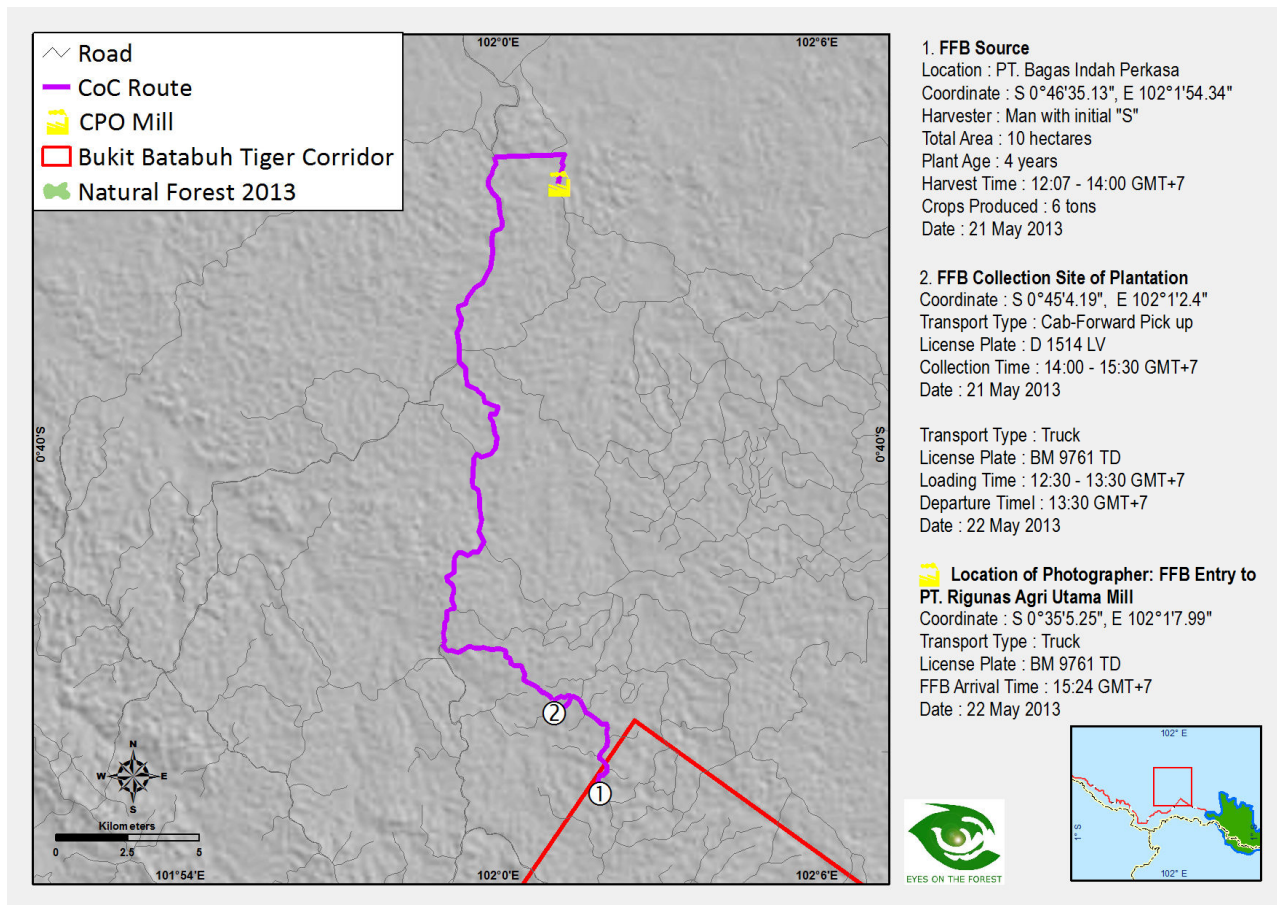 Road
CoC Route
CPO Mill
Bukit Batabuh Tiger Corridor
Natural Forest 2013
102°0'E
102°6'E
0°40'S
0°40'S
N
W
E
S
Kilometers
0 2.5 5
101°54'E
102°0'E
102°6'E
2
1
1. FFB Source
Location : PT. Bagas Indah Perkasa
Coordinate : S 0°46'35.13", E 102°1'54.34"
Harvester : Man with initial "S"
Total Area : 10 hectares
Plant Age : 4 years
Harvest Time : 12:07 - 14:00 GMT+7
Crops Produced : 6 tons
Date : 21 May 2013
2. FFB Collection Site of Plantation
Coordinate : S 0°45'4.19", E 102°1'2.4"
Transport Type : Cab-Forward Pick up
License Plate : D 1514 LV
Collection Time : 14:00 - 15:30 GMT+7
Date : 21 May 2013
Transport Type : Truck
License Plate : BM 9761 TD
Loading Time : 12:30 - 13:30 GMT+7
Departure Timel : 13:30 GMT+7
Date : 22 May 2013
Location of Photographer: FFB Entry to
PT. Rigunas Agri Utama Mill
Coordinate : S 0°35'5.25", E 102°1'7.99"
Transport Type : Truck
License Plate : BM 9761 TD
FFB Arrival Time : 15:24 GMT+7
Date : 22 May 2013
EYES ON THE FOREST
102° E
1° S
102° E